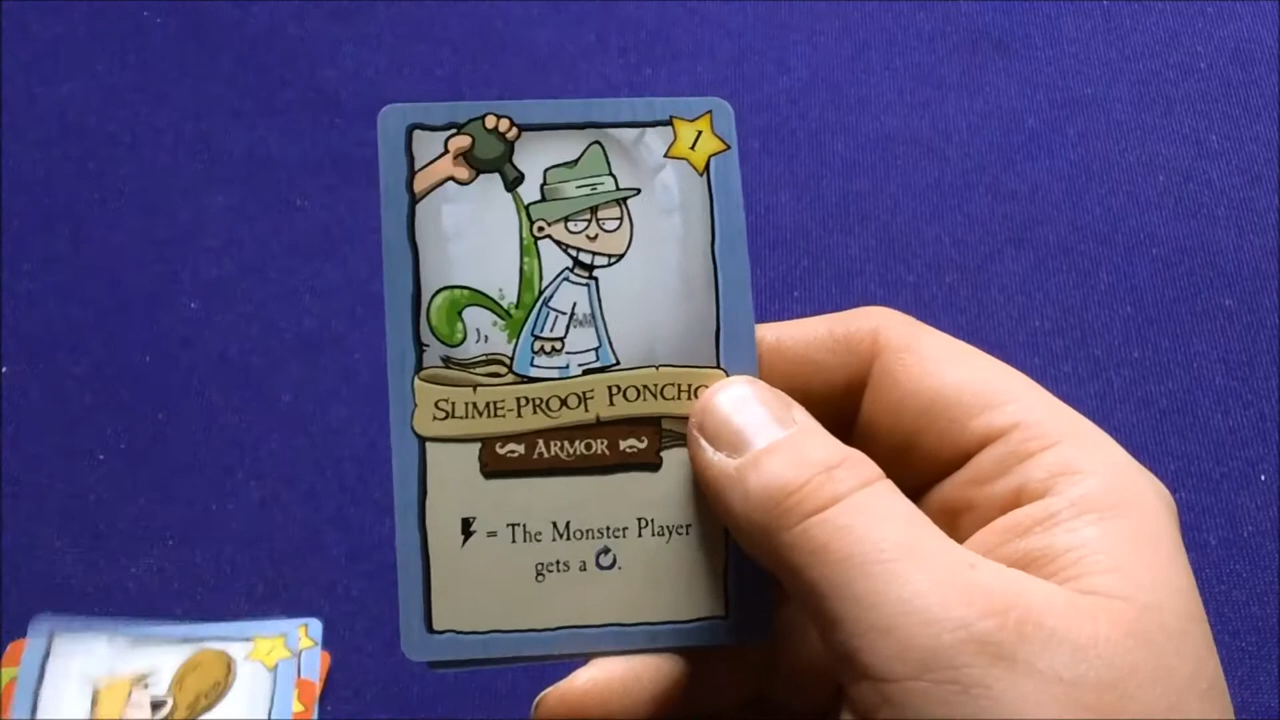 1
SLIME-PROOF PONCHO
ARMOR
= The Monster Player
gets a